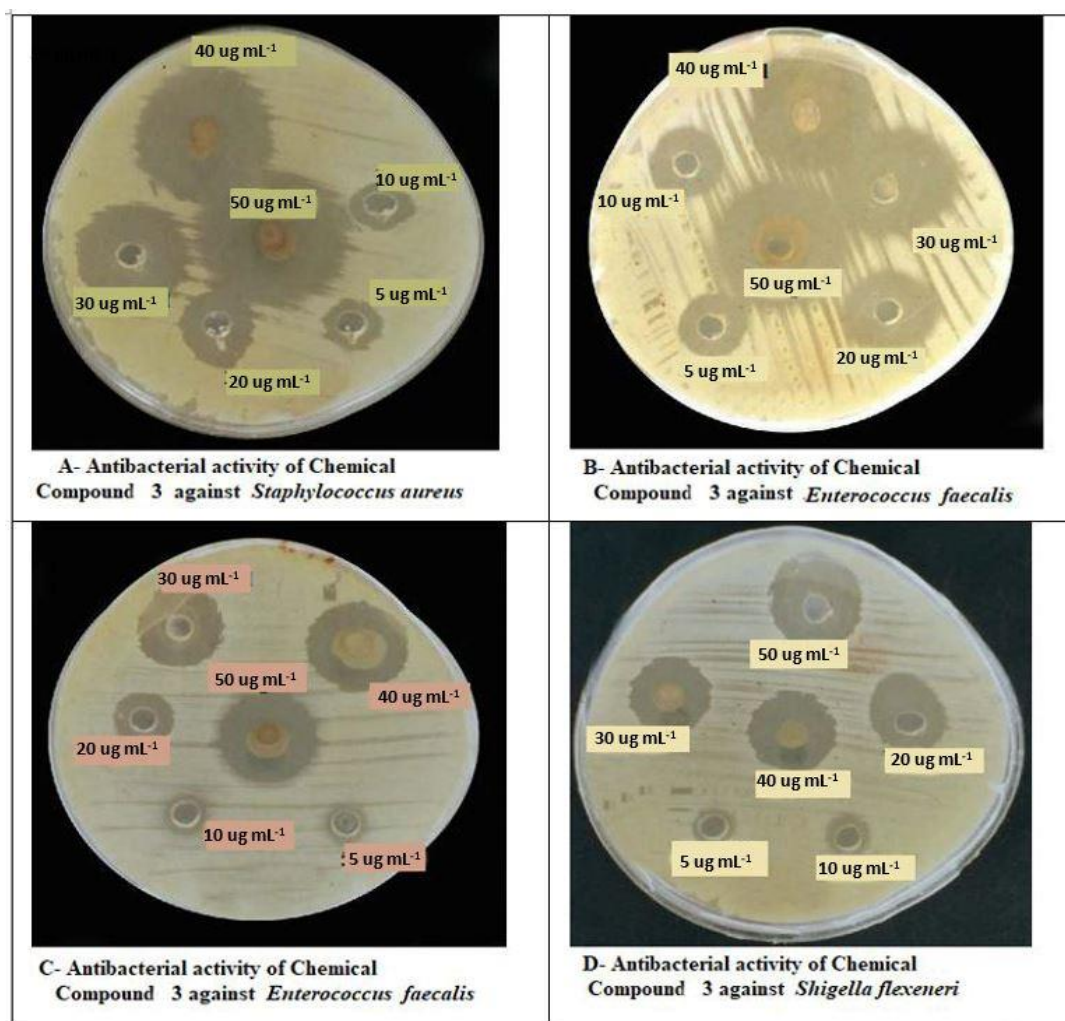 40 ug mL⁻¹
10 ug mL⁻¹
50 ug mL⁻¹
30 ug mL⁻¹
5 ug mL⁻¹
20 ug mL⁻¹
A- Antibacterial activity of Chemical
Compound 3 against Staphylococcus aureus
40 ug mL⁻¹
10 ug mL⁻¹
30 ug mL⁻¹
50 ug mL⁻¹
20 ug mL⁻¹
5 ug mL⁻¹
B- Antibacterial activity of Chemical
Compound 3 against Enterococcus faecalis
30 ug mL⁻¹
50 ug mL⁻¹
40 ug mL⁻¹
20 ug mL⁻¹
10 ug mL⁻¹
5 ug mL⁻¹
C- Antibacterial activity of Chemical
Compound 3 against Enterococcus faecalis
50 ug mL⁻¹
30 ug mL⁻¹
20 ug mL⁻¹
40 ug mL⁻¹
5 ug mL⁻¹
10 ug mL⁻¹
D- Antibacterial activity of Chemical
Compound 3 against Shigella flexeneri